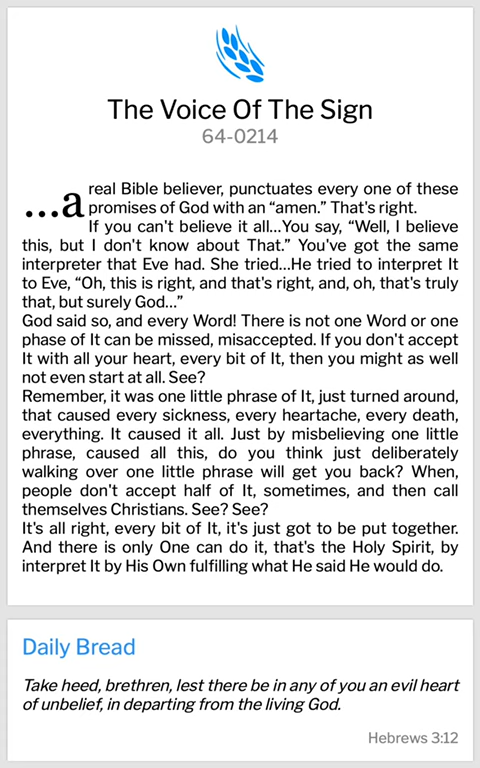 The Voice Of The Sign
64-0214
...a real Bible believer, punctuates every one of these
promises of God with an “amen.” That's right.
If you can't believe it all...You say, “Well, I believe
this, but I don't know about That.” You've got the same
interpreter that Eve had. She tried...He tried to interpret It
to Eve, “Oh, this is right, and that's right, and, oh, that's truly
that, but surely God...”
God said so, and every Word! There is not one Word or one
phase of It can be missed, misaccepted. If you don't accept
It with all your heart, every bit of It, then you might as well
not even start at all. See?
Remember, it was one little phrase of It, just turned around,
that caused every sickness, every heartache, every death,
everything. It caused it all. Just by misbelieving one little
phrase, caused all this, do you think just deliberately
walking over one little phrase will get you back? When,
people don't accept half of It, sometimes, and then call
themselves Christians. See? See?
It's all right, every bit of It, it's just got to be put together.
And there is only One can do it, that's the Holy Spirit, by
interpret It by His Own fulfilling what He said He would do.
Daily Bread
Take heed, brethren, lest there be in any of you an evil heart
of unbelief, in departing from the living God.
Hebrews 3:12